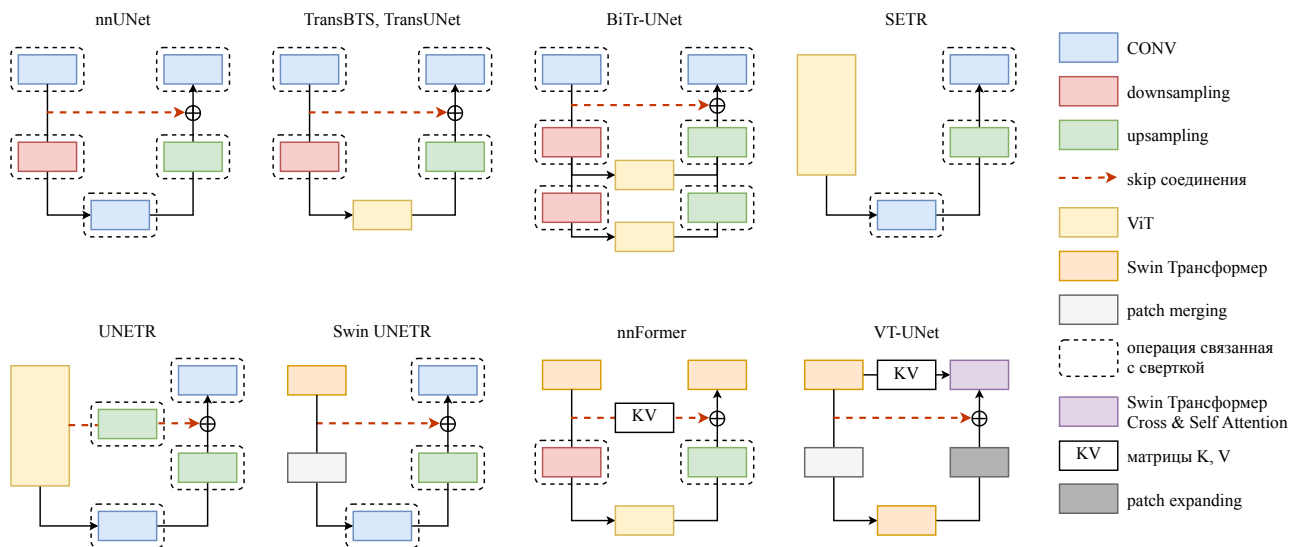 nnUNet
TransBTS, TransUNet
BiTr-UNet
SETR
UNETR
Swin UNETR
nnFormer
KV
VT-UNet
KV
CONV
downsampling
upsampling
skip соединения
ViT
Swin Трансформер
patch merging
операция связанная
с сверткой
Swin Трансформер
Cross & Self Attention
KV
матрицы K, V
patch expanding